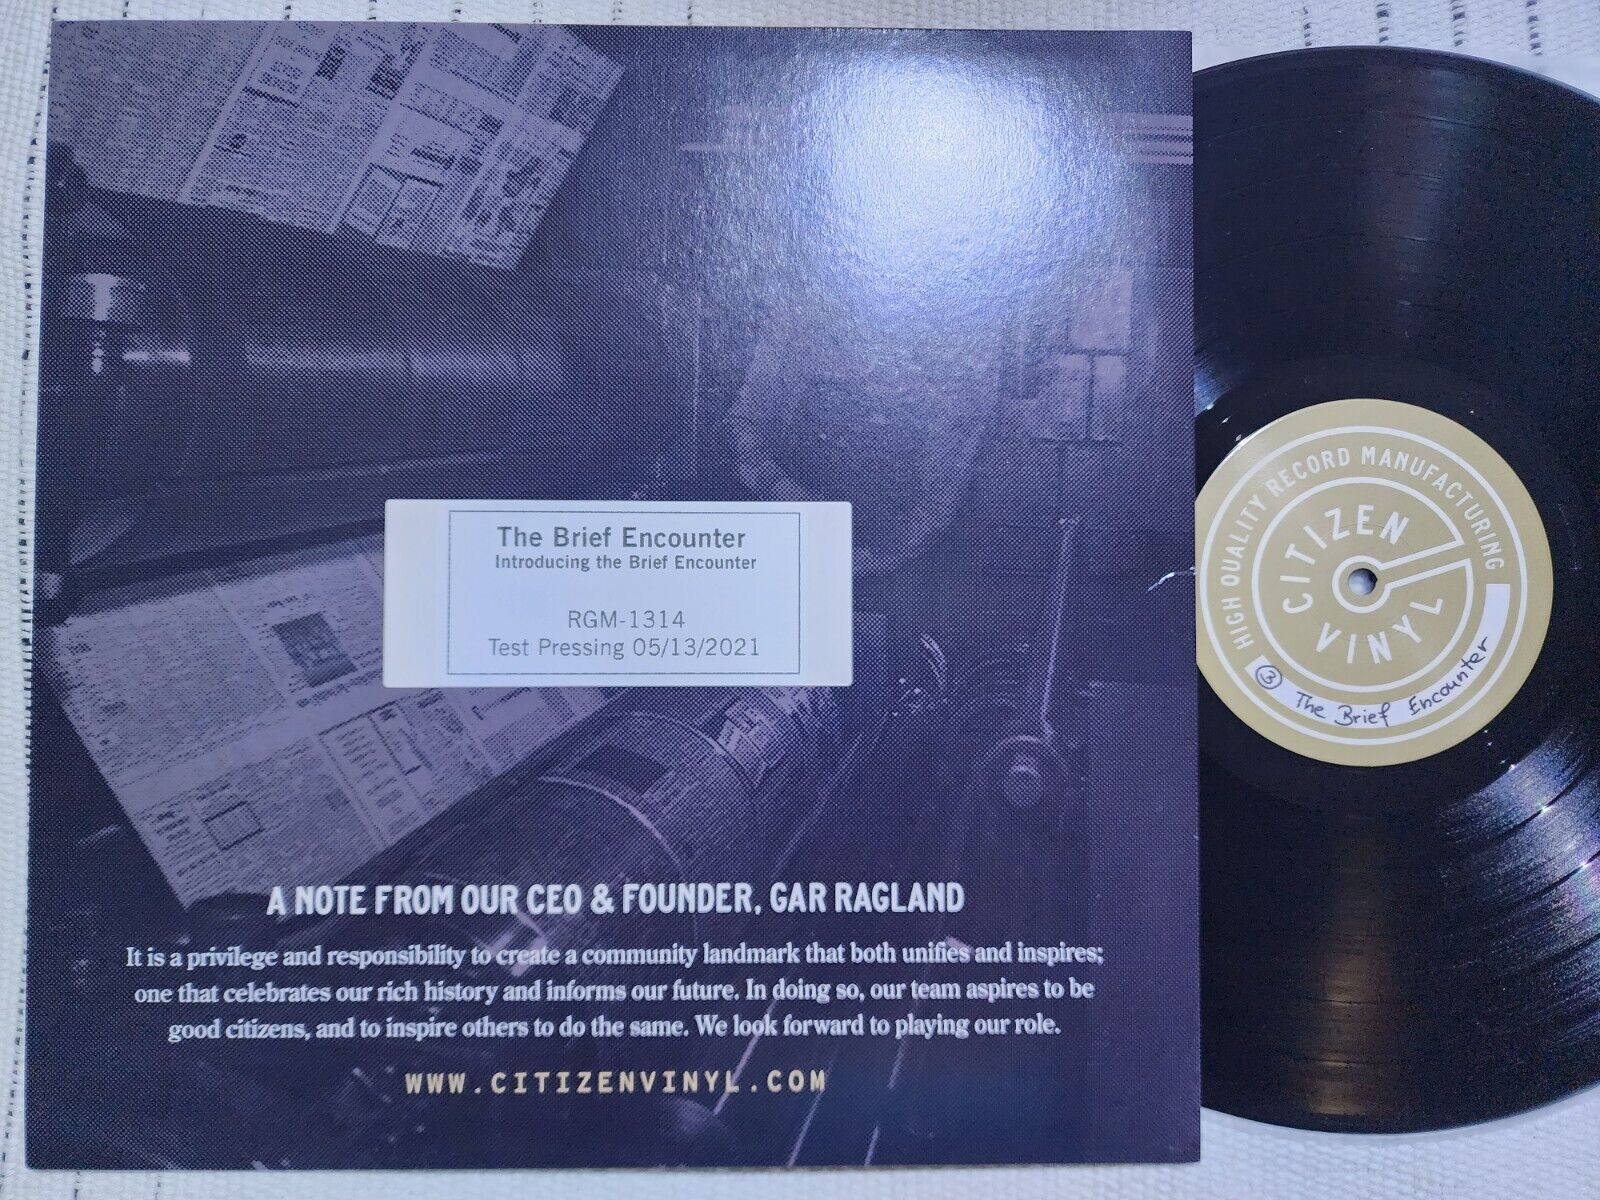 The Brief Encounter
Introducing the Brief Encounter
RGM-1314
Test Pressing 05/13/2021
A NOTE FROM OUR CEO & FOUNDER, GAR RAGLAND
It is a privilege and responsibility to create a community landmark that both unifies and inspires;
one that celebrates our rich history and informs our future. In doing so, our team aspires to be
good citizens, and to inspire others to do the same. We look forward to playing our role.
WWW.CITIZENVINYL.COM
HIGH QUALITY RECORD MANUFACTURING
CITIZEN
VINYL
③ The Brief Encounter